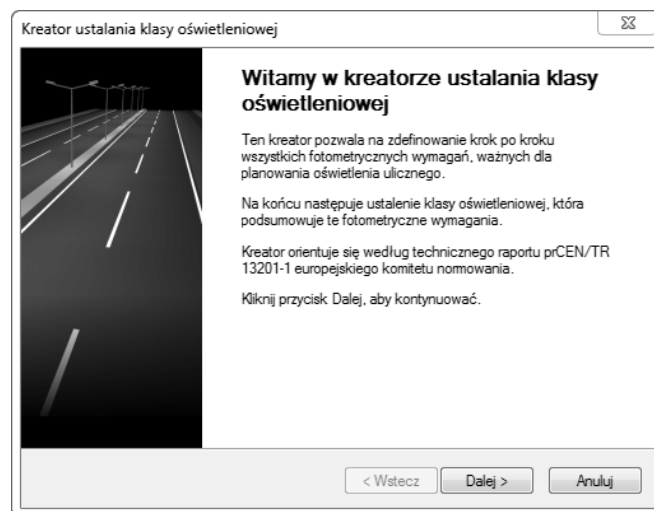 Kreator ustalania klasy oświetleniowej
Witamy w kreatorze ustalania klasy
oświetleniowej
Ten kreator pozwala na zdefinowanie krok po kroku
wszystkich fotometrycznych wymagań, ważnych dla
planowania oświetlenia ulicznego.
Na końcu następuje ustalenie klasy oświetleniowej, która
podsumowuje te fotometryczne wymagania.
Kreator orientuje się według technicznego raportu prCEN/TR
13201-1 europejskiego komitetu normowania.
Kliknij przycisk Dalej, aby kontynuować.
< Wstecz Dalej > Anuluj